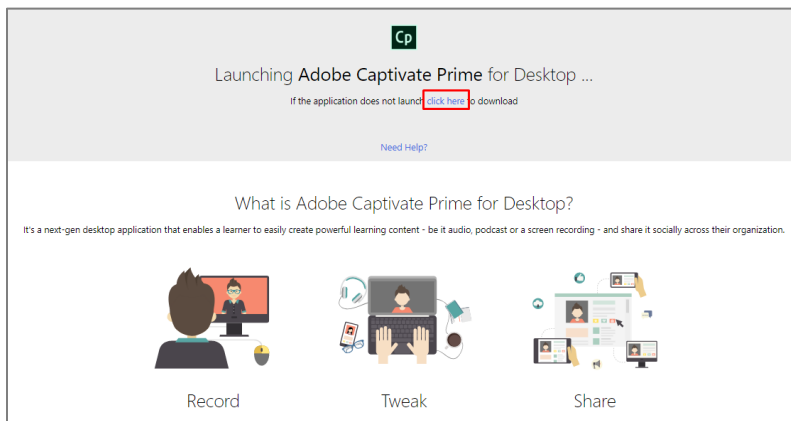 Cp
Launching Adobe Captivate Prime for Desktop ...
If the application does not launch click here to download
Need Help?
What is Adobe Captivate Prime for Desktop?
It's a next-gen desktop application that enables a learner to easily create powerful learning content - be it audio, podcast or a screen recording - and share it socially across their organization.
Record Tweak Share